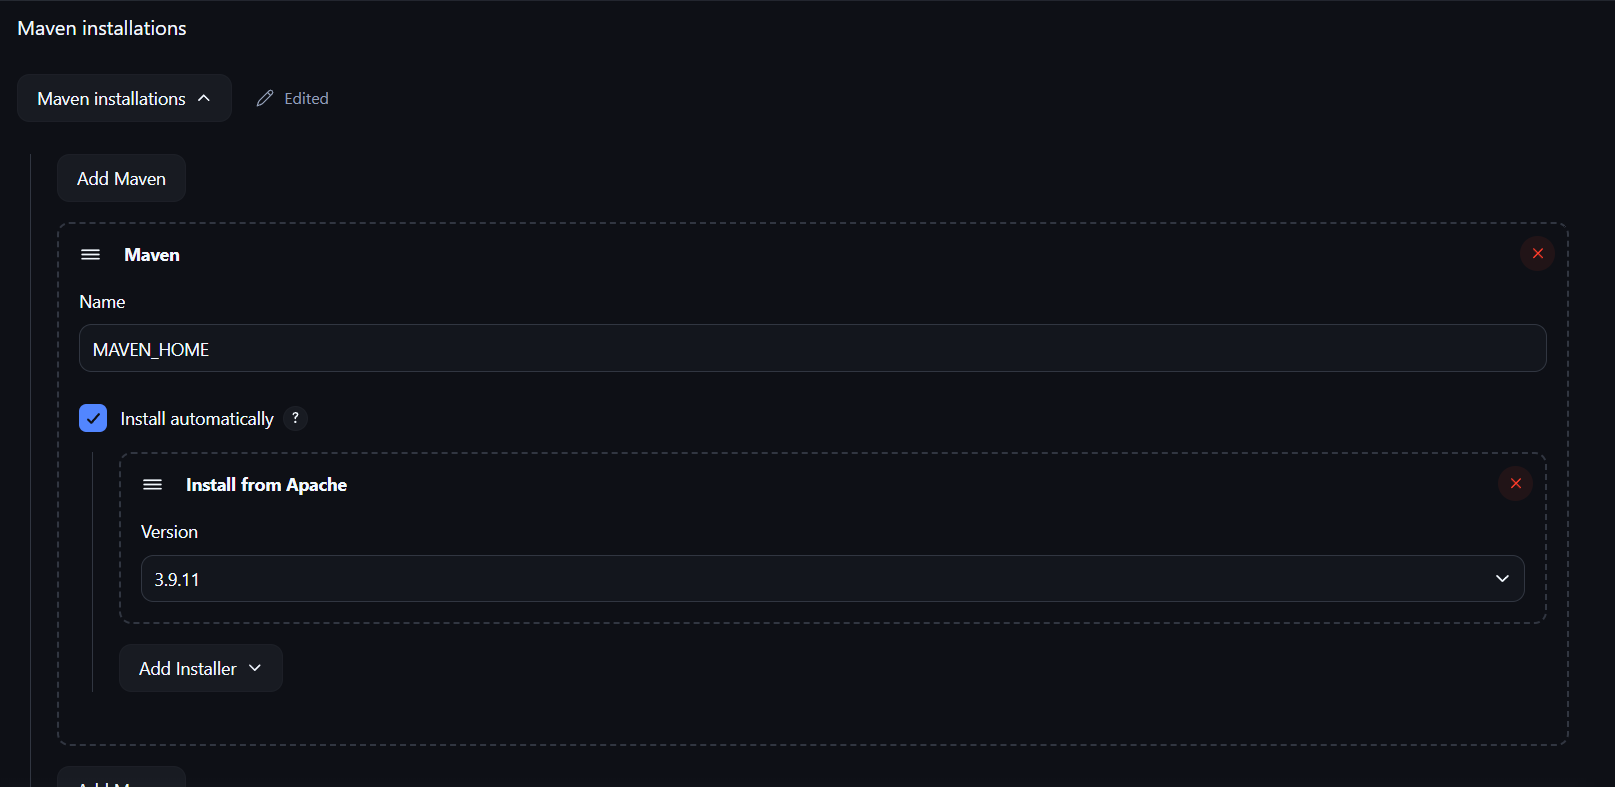 Maven installations
Maven installations
Edited
Add Maven
Maven
Name
MAVEN_HOME
Install automatically ?
Install from Apache
Version
3.9.11
Add Installer